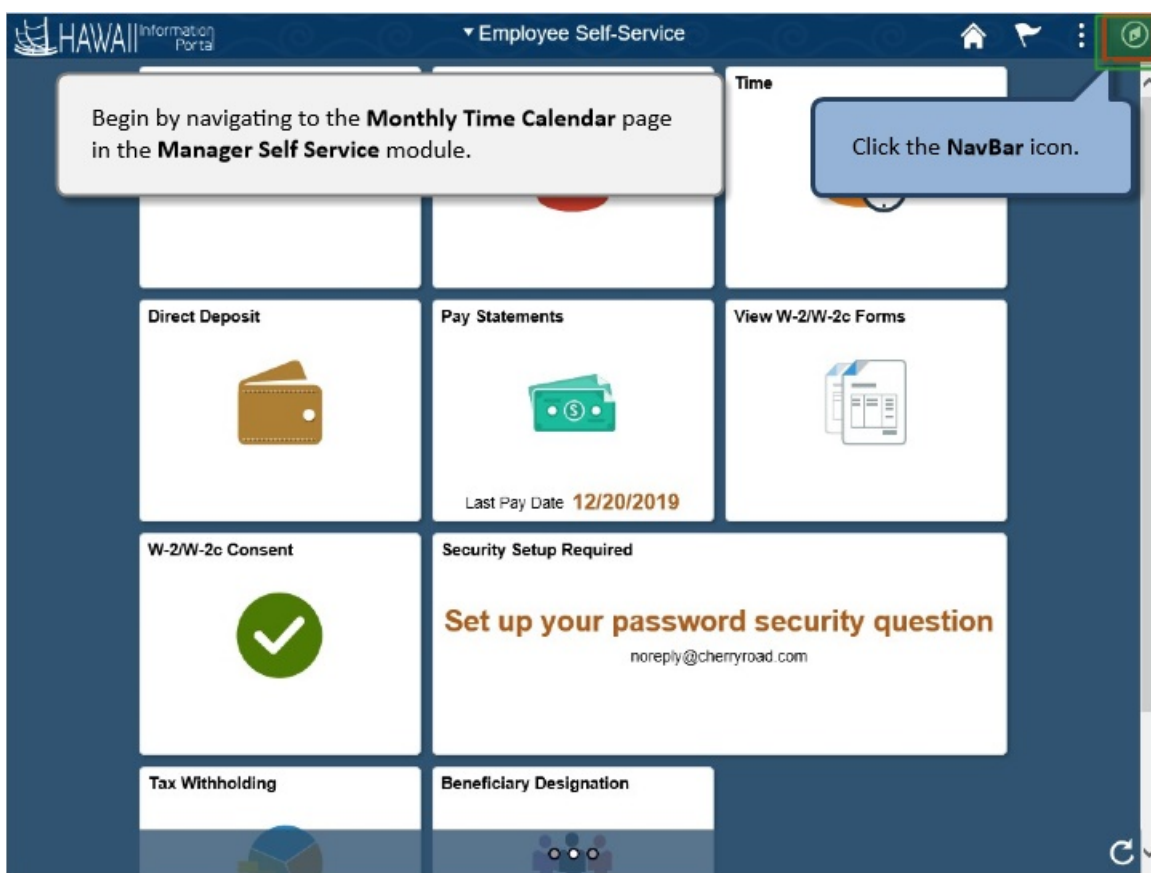 HAWAII Information
Portal
Employee Self-Service
Begin by navigating to the Monthly Time Calendar page
in the Manager Self Service module.
Time
Click the NavBar icon.
Direct Deposit
Pay Statements
View W-2/W-2c Forms
Last Pay Date 12/20/2019
W-2/W-2c Consent
Security Setup Required
Set up your password security question
noreply@cherryroad.com
Tax Withholding
Beneficiary Designation